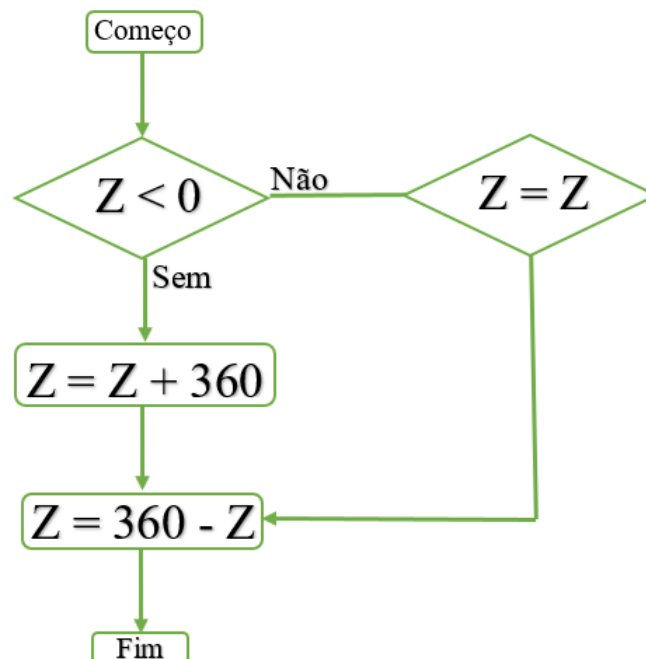 Começo
Z < 0
Não
Z = Z
Sem
Z = Z + 360
Z = 360 - Z
Fim